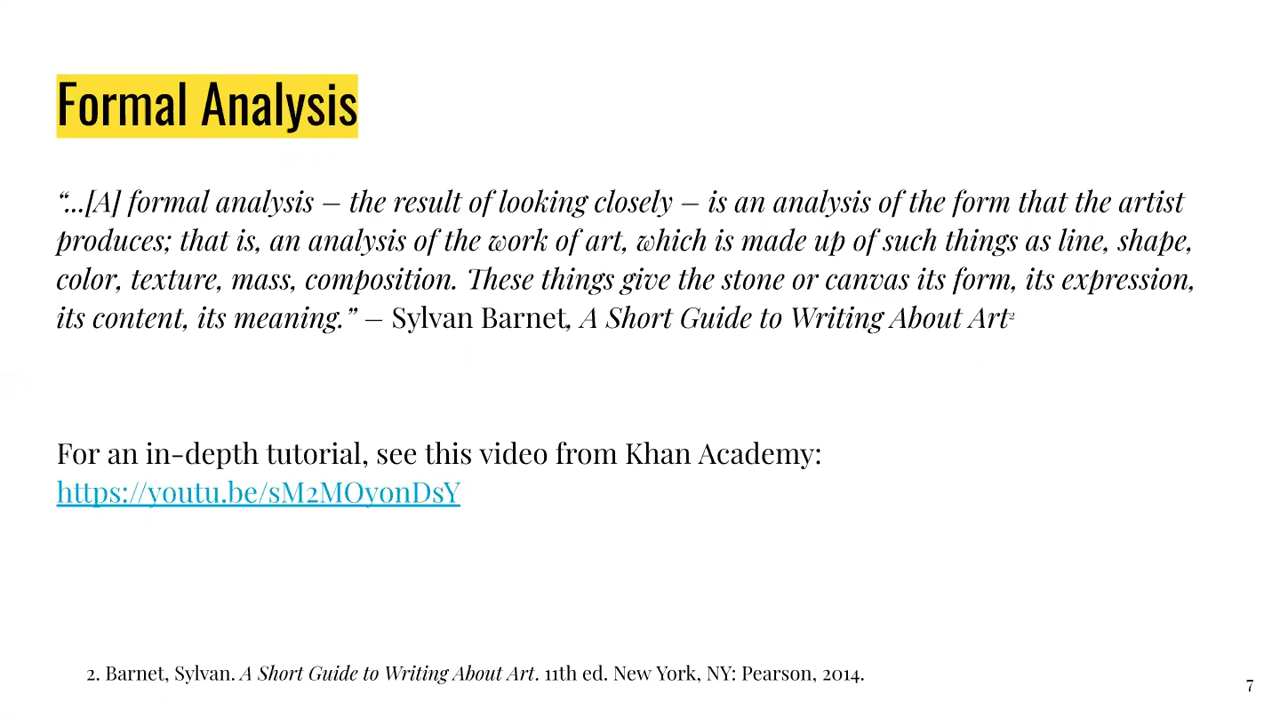 Formal Analysis
“...[A] formal analysis – the result of looking closely – is an analysis of the form that the artist
produces; that is, an analysis of the work of art, which is made up of such things as line, shape,
color, texture, mass, composition. These things give the stone or canvas its form, its expression,
its content, its meaning.” – Sylvan Barnet, A Short Guide to Writing About Art²
For an in-depth tutorial, see this video from Khan Academy:
https://youtu.be/sM2MOyonDsY
2. Barnet, Sylvan. A Short Guide to Writing About Art. 11th ed. New York, NY: Pearson, 2014.
7